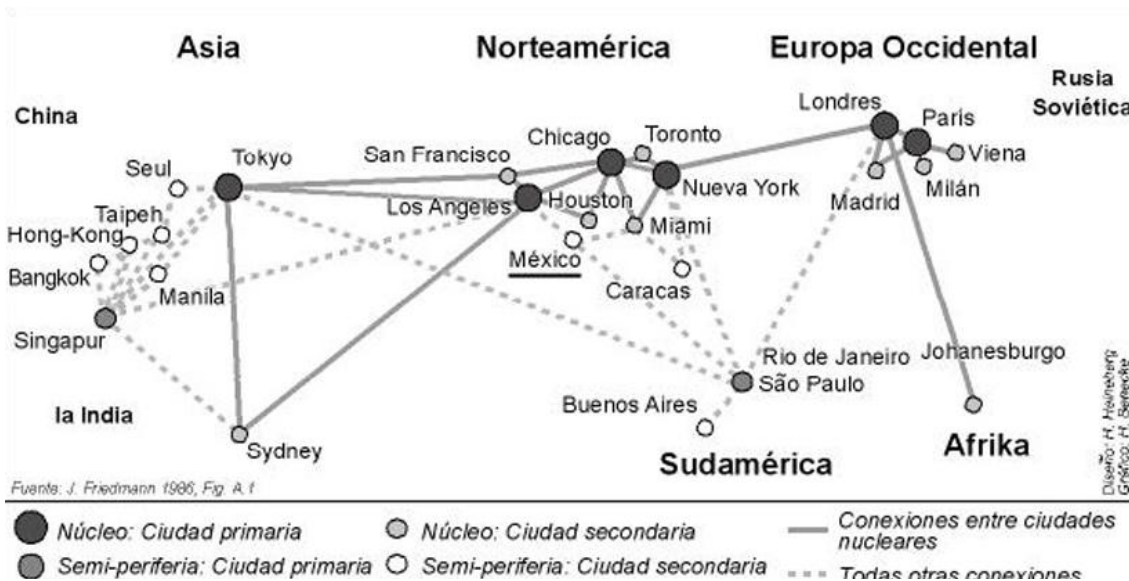 Asia
Norteamérica
Europa Occidental
Rusia
Soviética
China
Londres
París
Chicago
Toronto
San Francisco
Tokyo
Seul
Viena
Nueva York
Milán
Madrid
Los Angeles
Houston
Taipeh
Miami
Hong-Kong
México
Bangkok
Manila
Caracas
Singapur
Rio de Janeiro
Johanesburgo
São Paulo
Buenos Aires
la India
Sydney
Sudamérica
Afrika
Diseño: H. Heineberg
Gráfico: H. Benecke
Fuente: J. Friedmann 1986, Fig. A.1
Núcleo: Ciudad primaria
Núcleo: Ciudad secondaria
Conexiones entre ciudades
nucleares
Semi-periferia: Ciudad primaria
Semi-periferia: Ciudad secundaria
Todas otras conexiones